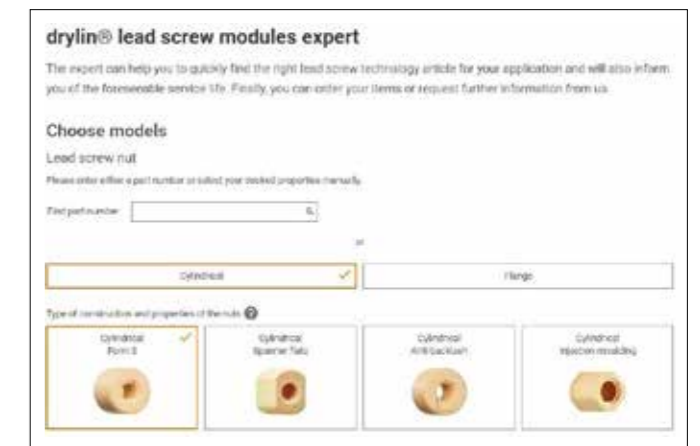 drylin® lead screw modules expert
The expert can help you to quickly find the right lead screw technology article for your application and will also inform
you of the foreseeable service life. Finally, you can order your items or request further information from us.
Choose models
Lead screw nut
Please enter either a part number or select your desired properties manually.
Find part number
or
Cylindrical
Flange
Type of construction and properties of the nuts
Cylindrical
Form S
Cylindrical
Spanner flats
Cylindrical
Anti-backlash
Cylindrical
Injection moulding